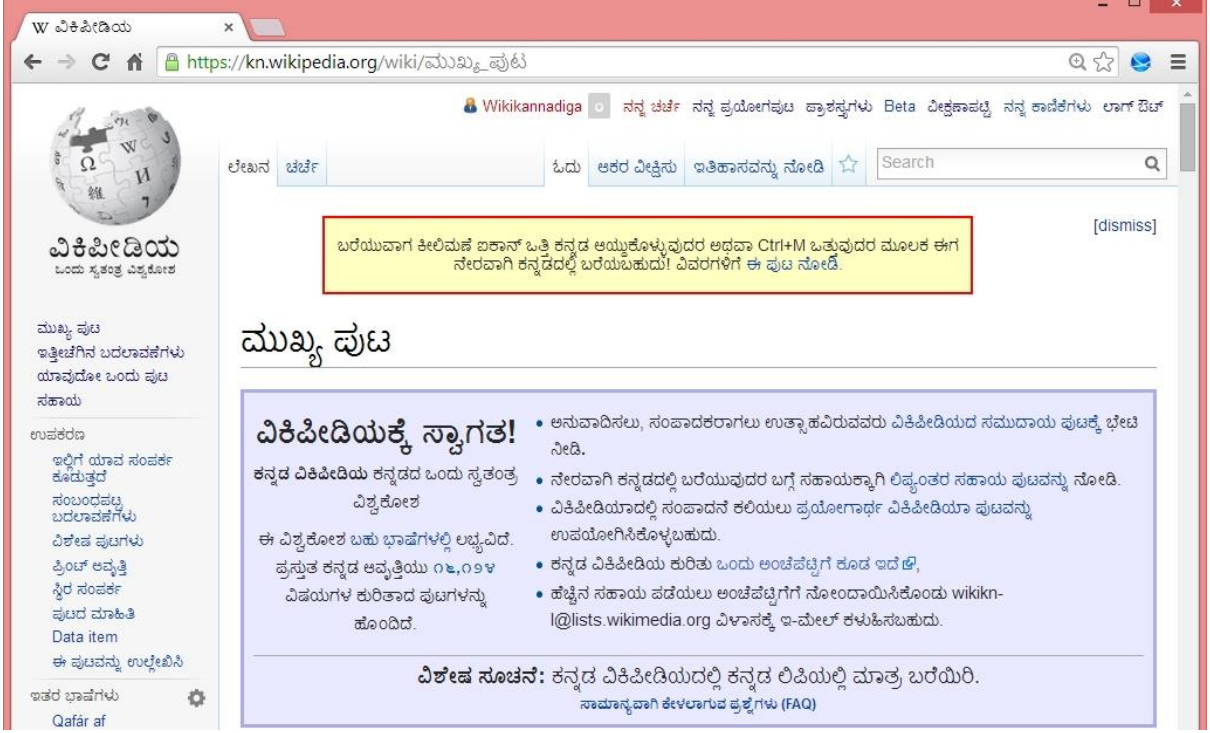 W ವಿಕಿಪೀಡಿಯ
https://kn.wikipedia.org/wiki/ಮುಖ್ಯ_ಪುಟ
Wikikannadiga 0 ನನ್ನ ಚರ್ಚೆ ನನ್ನ ಪ್ರಯೋಗಪುಟ ಪ್ರಾಶಸ್ತ್ಯಗಳು Beta ವೀಕ್ಷಣಾಪಟ್ಟಿ ನನ್ನ ಕಾಣಿಕೆಗಳು ಲಾಗ್ ಔಟ್
ಲೇಖನ ಚರ್ಚೆ ಓದು ಆಕರ ವೀಕ್ಷಿಸು ಇತಿಹಾಸವನ್ನು ನೋಡಿ Search
[dismiss]
ಬರೆಯುವಾಗ ಕೀಲಿಮಣೆ ಐಕಾನ್ ಒತ್ತಿ ಕನ್ನಡ ಆಯ್ದುಕೊಳ್ಳುವುದರ ಅಥವಾ Ctrl+M ಒತ್ತುವುದರ ಮೂಲಕ ಈಗ
ನೇರವಾಗಿ ಕನ್ನಡದಲ್ಲಿ ಬರೆಯಬಹುದು! ವಿವರಗಳಿಗೆ ಈ ಪುಟ ನೋಡಿ.
ವಿಕಿಪೀಡಿಯ
ಒಂದು ಸ್ವತಂತ್ರ ವಿಶ್ವಕೋಶ
ಮುಖ್ಯ ಪುಟ
ಇತ್ತೀಚೆಗಿನ ಬದಲಾವಣೆಗಳು
ಯಾವುದೋ ಒಂದು ಪುಟ
ಸಹಾಯ
ಉಪಕರಣ
ಇಲ್ಲಿಗೆ ಯಾವ ಸಂಪರ್ಕ
ಕೂಡುತ್ತದೆ
ಸಂಬಂಧಪಟ್ಟ
ಬದಲಾವಣೆಗಳು
ವಿಶೇಷ ಪುಟಗಳು
ಪ್ರಿಂಟ್ ಆವೃತ್ತಿ
ಸ್ಥಿರ ಸಂಪರ್ಕ
ಪುಟದ ಮಾಹಿತಿ
Data item
ಈ ಪುಟವನ್ನು ಉಲ್ಲೇಖಿಸಿ
ಇತರ ಭಾಷೆಗಳು
Qafár af
ಮುಖ್ಯ ಪುಟ
ವಿಕಿಪೀಡಿಯಕ್ಕೆ ಸ್ವಾಗತ!
ಕನ್ನಡ ವಿಕಿಪೀಡಿಯ ಕನ್ನಡದ ಒಂದು ಸ್ವತಂತ್ರ
ವಿಶ್ವಕೋಶ
ಈ ವಿಶ್ವಕೋಶ ಬಹು ಭಾಷೆಗಳಲ್ಲಿ ಲಭ್ಯವಿದೆ.
ಪ್ರಸ್ತುತ ಕನ್ನಡ ಆವೃತ್ತಿಯು ೧೬,೧೯೪
ವಿಷಯಗಳ ಕುರಿತಾದ ಪುಟಗಳನ್ನು
ಹೊಂದಿದೆ.
• ಅನುವಾದಿಸಲು, ಸಂಪಾದಕರಾಗಲು ಉತ್ಸಾಹವಿರುವವರು ವಿಕಿಪೀಡಿಯದ ಸಮುದಾಯ ಪುಟಕ್ಕೆ ಭೇಟಿ
ನೀಡಿ.
• ನೇರವಾಗಿ ಕನ್ನಡದಲ್ಲಿ ಬರೆಯುವುದರ ಬಗ್ಗೆ ಸಹಾಯಕ್ಕಾಗಿ ಲಿಪ್ಯಂತರ ಸಹಾಯ ಪುಟವನ್ನು ನೋಡಿ.
• ವಿಕಿಪೀಡಿಯಾದಲ್ಲಿ ಸಂಪಾದನೆ ಕಲಿಯಲು ಪ್ರಯೋಗಾರ್ಥ ವಿಕಿಪೀಡಿಯಾ ಪುಟವನ್ನು
ಉಪಯೋಗಿಸಿಕೊಳ್ಳಬಹುದು.
• ಕನ್ನಡ ವಿಕಿಪೀಡಿಯ ಕುರಿತು ಒಂದು ಅಂಚೆಪೆಟ್ಟಿಗೆ ಕೂಡ ಇದೆ,
• ಹೆಚ್ಚಿನ ಸಹಾಯ ಪಡೆಯಲು ಅಂಚೆಪೆಟ್ಟಿಗೆಗೆ ನೋಂದಾಯಿಸಿಕೊಂಡು wikikn-
l@lists.wikimedia.org ವಿಳಾಸಕ್ಕೆ ಇ-ಮೇಲ್ ಕಳುಹಿಸಬಹುದು.
ವಿಶೇಷ ಸೂಚನೆ: ಕನ್ನಡ ವಿಕಿಪೀಡಿಯದಲ್ಲಿ ಕನ್ನಡ ಲಿಪಿಯಲ್ಲಿ ಮಾತ್ರ ಬರೆಯಿರಿ.
ಸಾಮಾನ್ಯವಾಗಿ ಕೇಳಲಾಗುವ ಪ್ರಶ್ನೆಗಳು (FAQ)